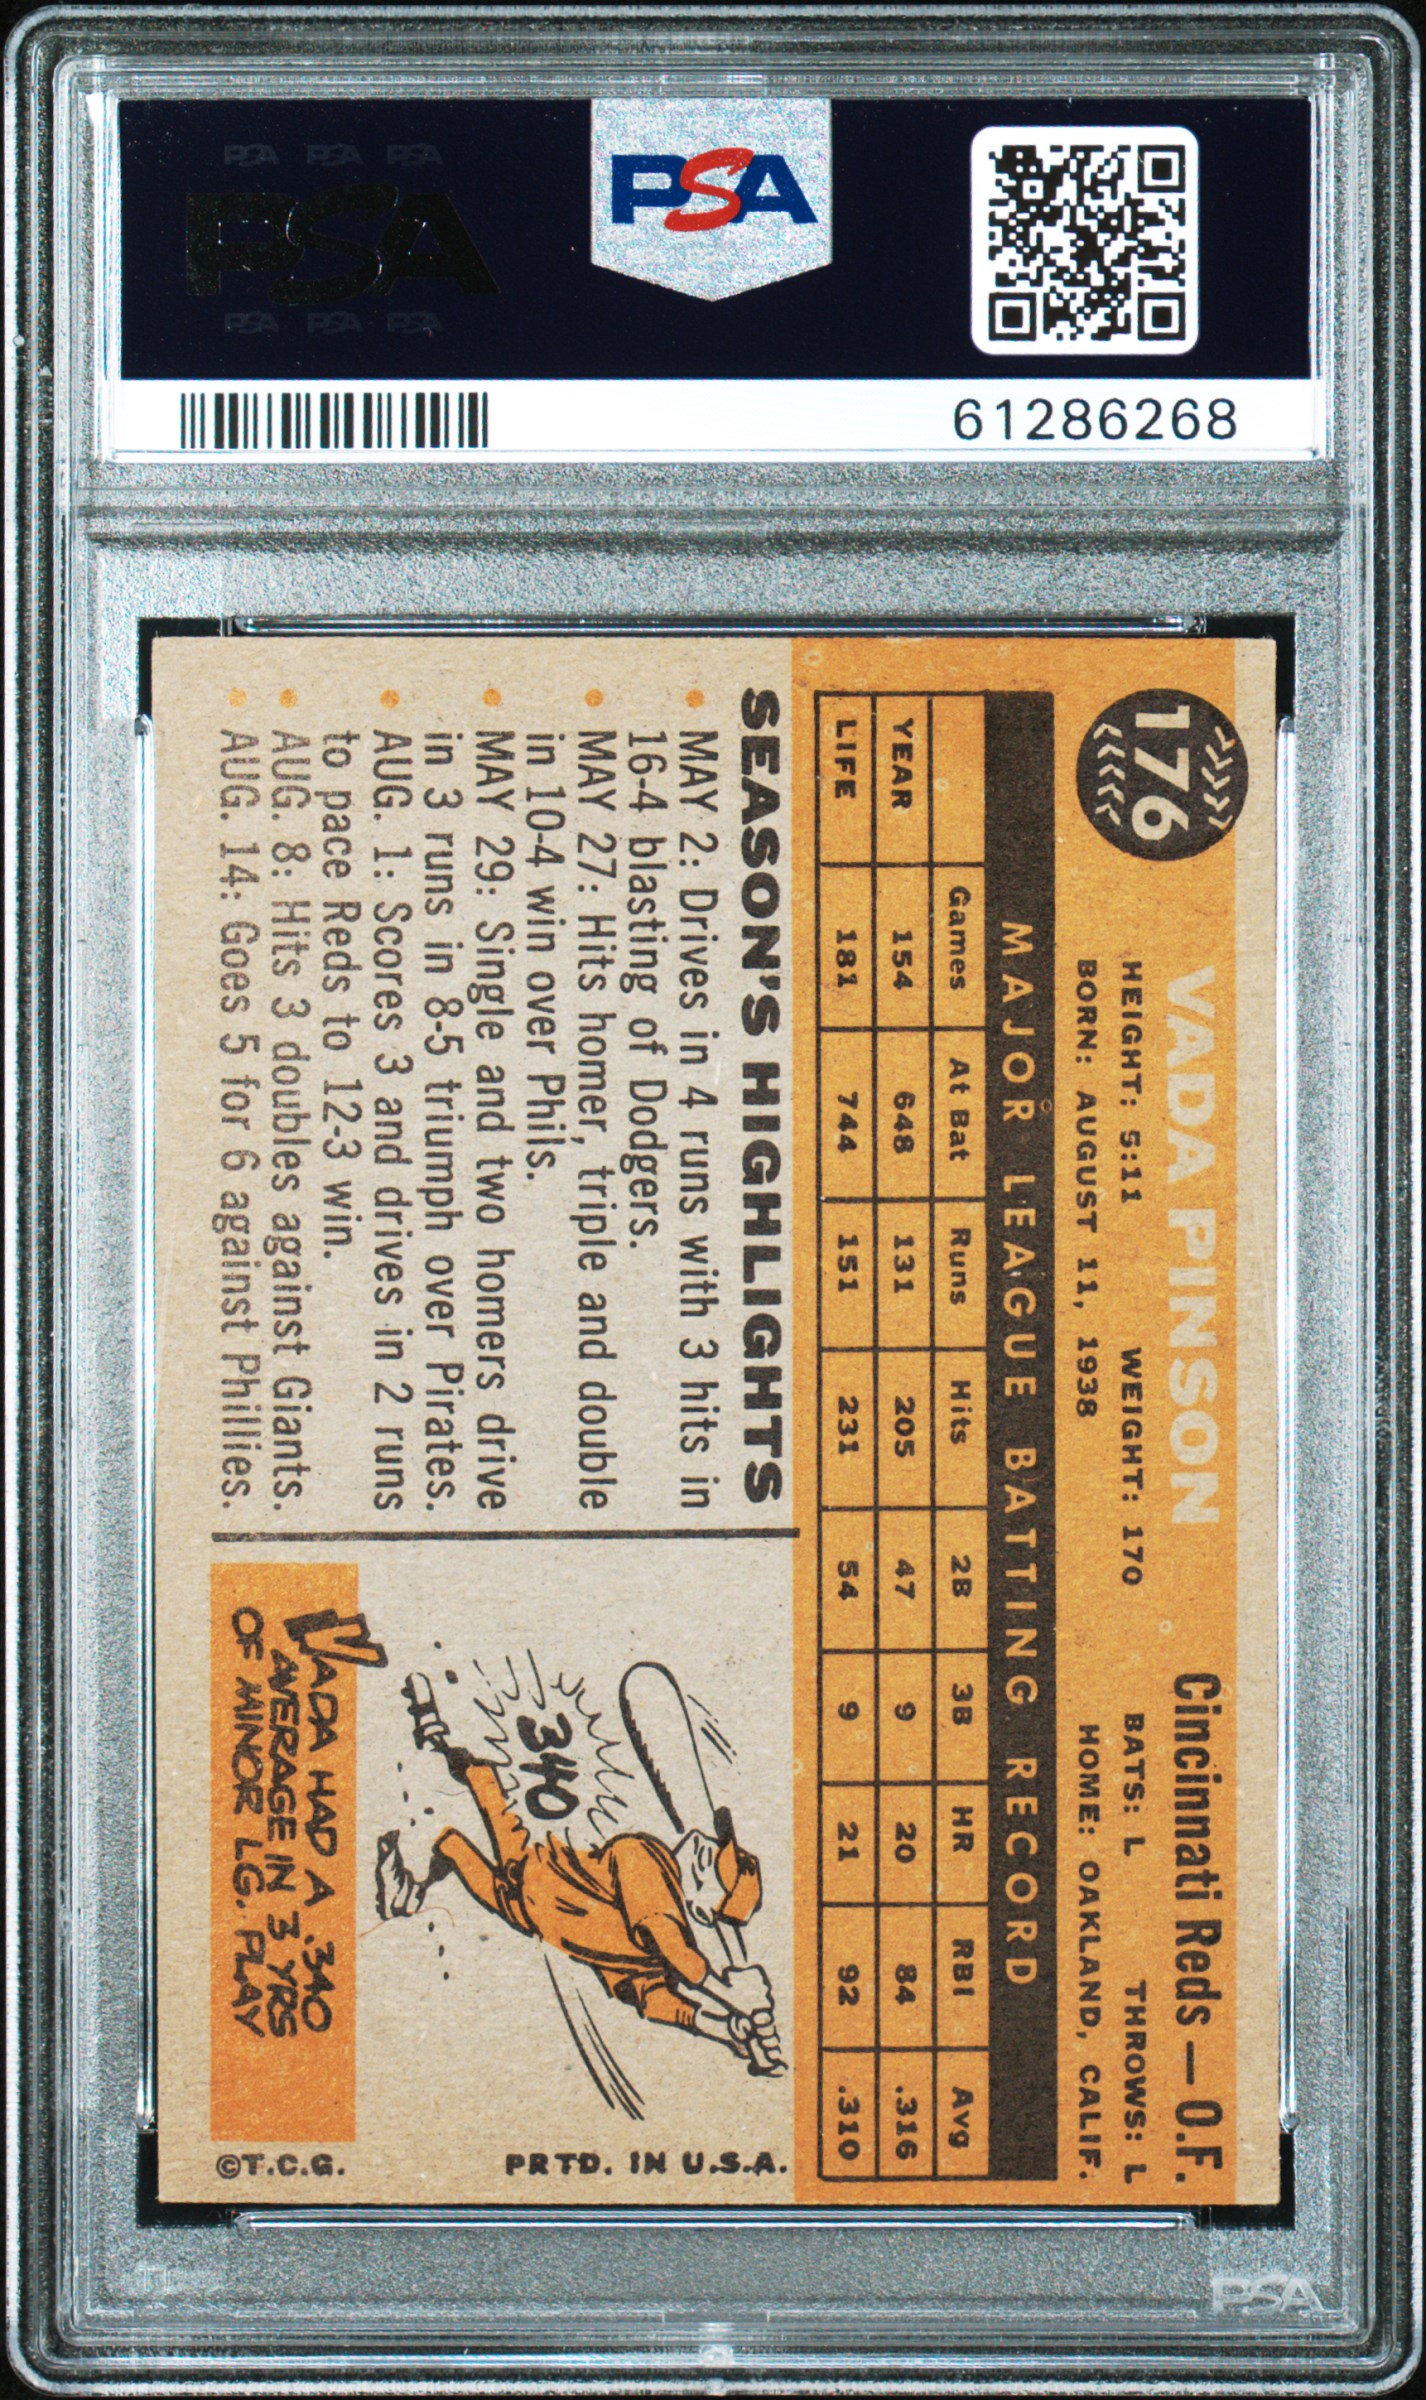 PSA PSA PSA
PSA
PSA PSA PSA
PSA
61286268
176
VADA PINSON
Cincinnati Reds — O.F.
HEIGHT: 5:11 WEIGHT: 170 BATS: L THROWS: L
BORN: AUGUST 11, 1938 HOME: OAKLAND, CALIF.
MAJOR LEAGUE BATTING RECORD
Games At Bat Runs Hits 2B 3B HR RBI Avg
YEAR 154 648 131 205 47 9 20 84 .316
LIFE 181 744 151 231 54 9 21 92 .310
SEASON'S HIGHLIGHTS
• MAY 2: Drives in 4 runs with 3 hits in
16-4 blasting of Dodgers.
• MAY 27: Hits homer, triple and double
in 10-4 win over Phils.
• MAY 29: Single and two homers drive
in 3 runs in 8-5 triumph over Pirates.
• AUG. 1: Scores 3 and drives in 2 runs
to pace Reds to 12-3 win.
• AUG. 8: Hits 3 doubles against Giants.
• AUG. 14: Goes 5 for 6 against Phillies.
340
VADA HAD A .340
AVERAGE IN 3 YRS
OF MINOR LG. PLAY
PRTD. IN U.S.A.
©T.C.G.
PSA